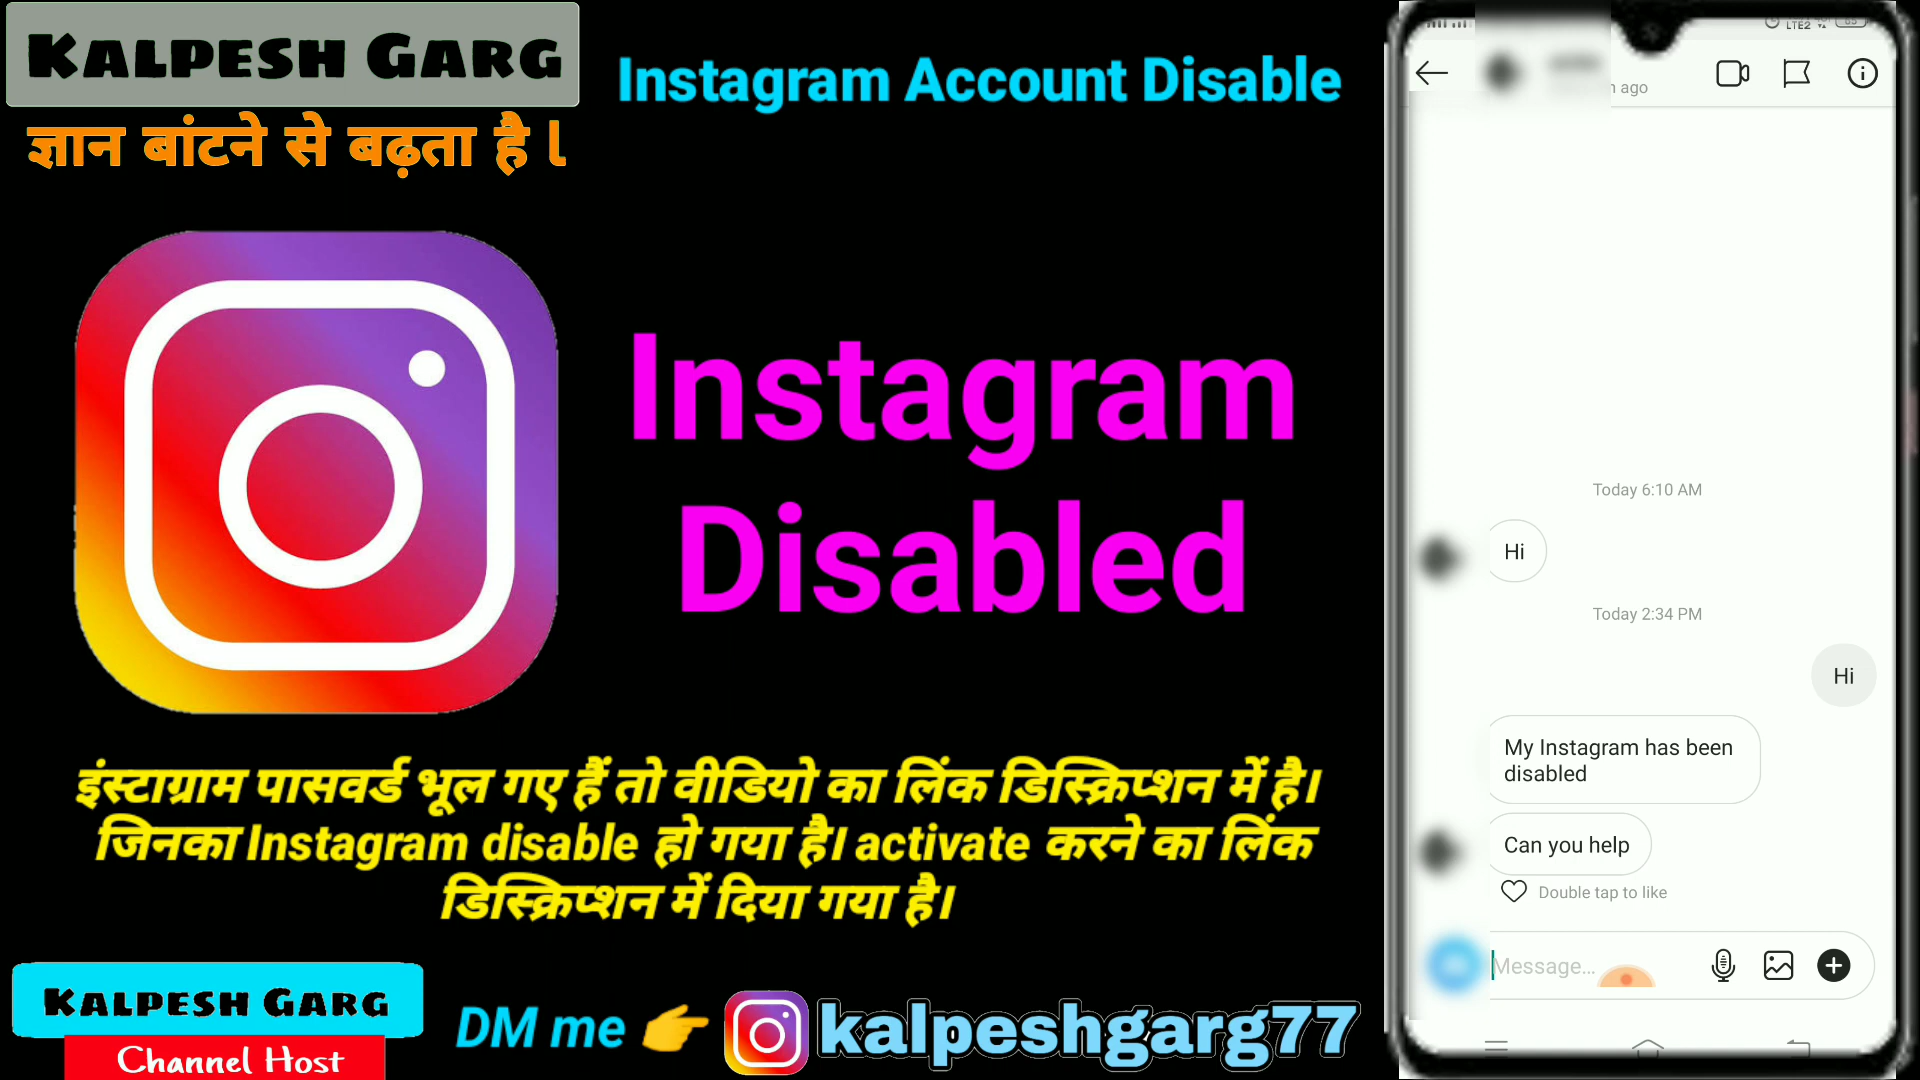 KALPESH GARG
ज्ञान बांटने से बढ़ता है l
Instagram Account Disable
Instagram
Disabled
इंस्टाग्राम पासवर्ड भूल गए हैं तो वीडियो का लिंक डिस्क्रिप्शन में है।
जिनका Instagram disable हो गया है। activate करने का लिंक
डिस्क्रिप्शन में दिया गया है।
KALPESH GARG
Channel Host
DM me 👉 kalpeshgarg77
LTE2
ago
Today 6:10 AM
Hi
Today 2:34 PM
Hi
My Instagram has been
disabled
Can you help
Double tap to like
Message...